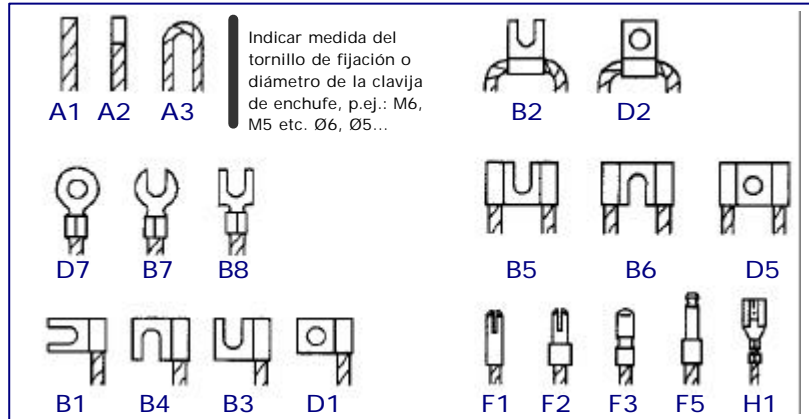 Indicar medida del
tornillo de fijación o
diámetro de la clavija
de enchufe, p.ej.: M6,
M5 etc. Ø6, Ø5...
A1 A2 A3
B2 D2
D7 B7 B8
B5 B6 D5
B1 B4 B3 D1
F1 F2 F3 F5 H1